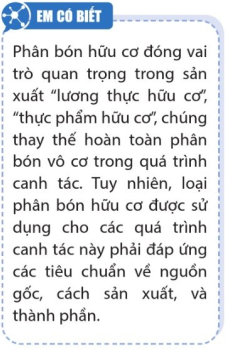 EM CÓ BIẾT
Phân bón hữu cơ đóng vai
trò quan trọng trong sản
xuất “lương thực hữu cơ”,
“thực phẩm hữu cơ”, chúng
thay thế hoàn toàn phân
bón vô cơ trong quá trình
canh tác. Tuy nhiên, loại
phân bón hữu cơ được sử
dụng cho các quá trình
canh tác này phải đáp ứng
các tiêu chuẩn về nguồn
gốc, cách sản xuất, và
thành phần.